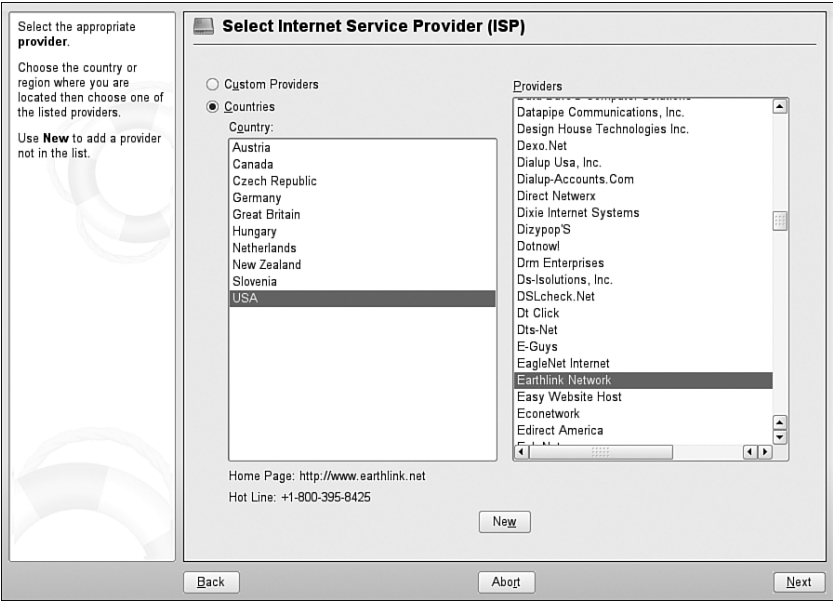 Select the appropriate
provider.
Choose the country or
region where you are
located then choose one of
the listed providers.
Use New to add a provider
not in the list.
Select Internet Service Provider (ISP)
Custom Providers
Countries
Country:
Austria
Canada
Czech Republic
Germany
Great Britain
Hungary
Netherlands
New Zealand
Slovenia
USA
Providers
Datapipe Communications, Inc.
Design House Technologies Inc.
Dexo.Net
Dialup Usa, Inc.
Dialup-Accounts.Com
Direct Networx
Dixie Internet Systems
Dizypop'S
Dotnow!
Drm Enterprises
Ds-Isolutions, Inc.
DSLcheck.Net
Dt Click
Dts-Net
E-Guys
EagleNet Internet
Earthlink Network
Easy Website Host
Econetwork
Edirect America
Home Page: http://www.earthlink.net
Hot Line: +1-800-395-8425
New
Back
Abort
Next